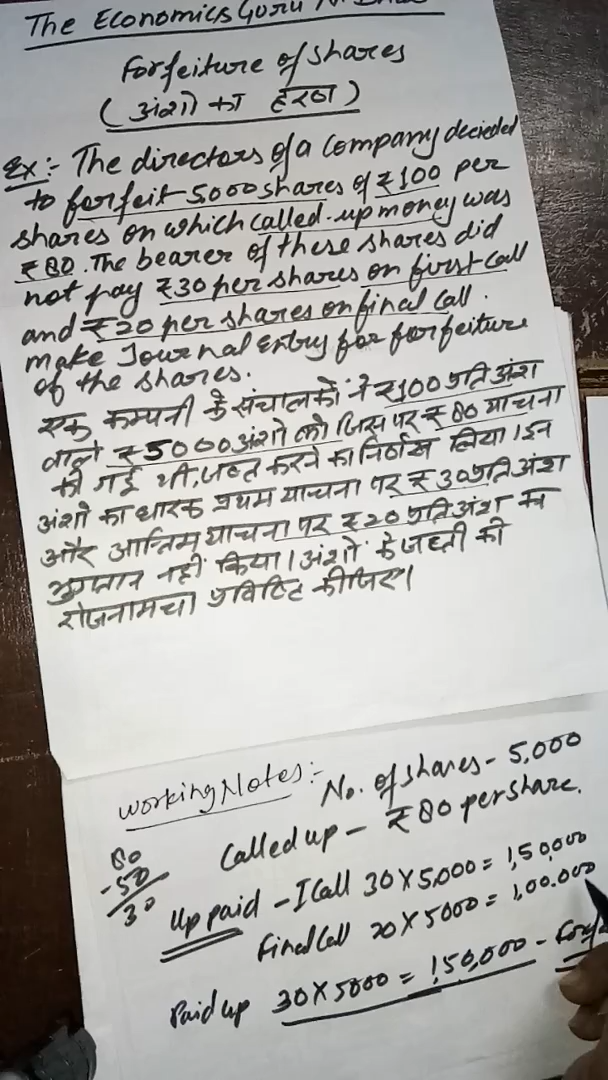 The Economics Guru
Forfeiture of shares
(अंशों का हरण)
Ex:- The directors of a Company decieded
to forfeit 5000 shares of ₹100 per
shares on which called-up money was
₹80. The bearer of these shares did
not pay ₹30 per shares on first call
and ₹20 per shares on final call.
make Journal Entry for forfeiture
of the shares.
एक कम्पनी के संचालकों ने ₹100 प्रति अंश
वाले ₹5000 अंशों को जिस पर ₹80 याचना
की गई थी, जब्त करने का निर्णय लिया। इन
अंशों का धारक प्रथम याचना पर ₹30 प्रति अंश
और अन्तिम याचना पर ₹20 प्रति अंश का
भुगतान नहीं किया। अंशों के जब्ती की
रोजनामचा प्रविष्टि कीजिए।
Working Notes:-
No. of shares - 5,000
Called up - ₹80 per share.
80
-50
30
Up paid - I Call 30 X 5,000 = 1,50,000
Final Call 20 X 5000 = 1,00.000
Paid up 30 X 5000 = 1,50,000 -